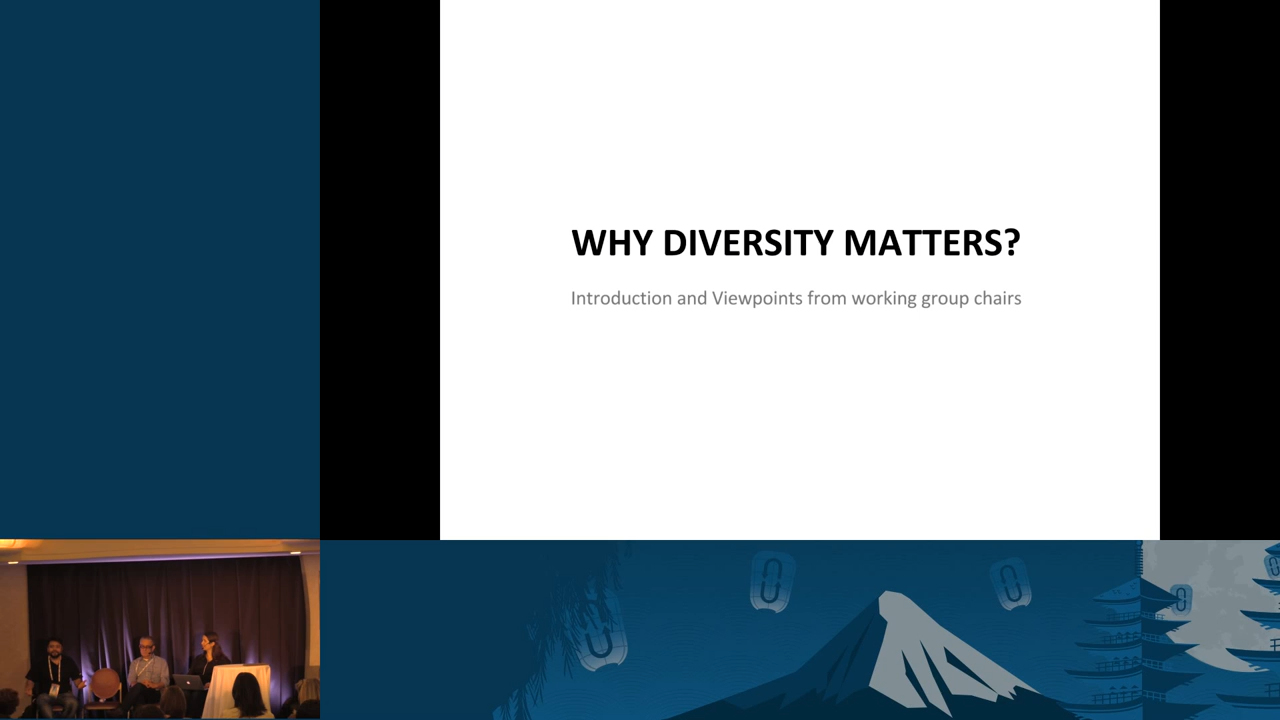 WHY DIVERSITY MATTERS?
Introduction and Viewpoints from working group chairs